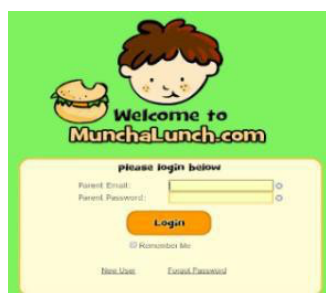 Welcome to
MunchaLunch.com
please login below
Parent Email:
Parent Password:
Login
Remember Me
New User Forgot Password